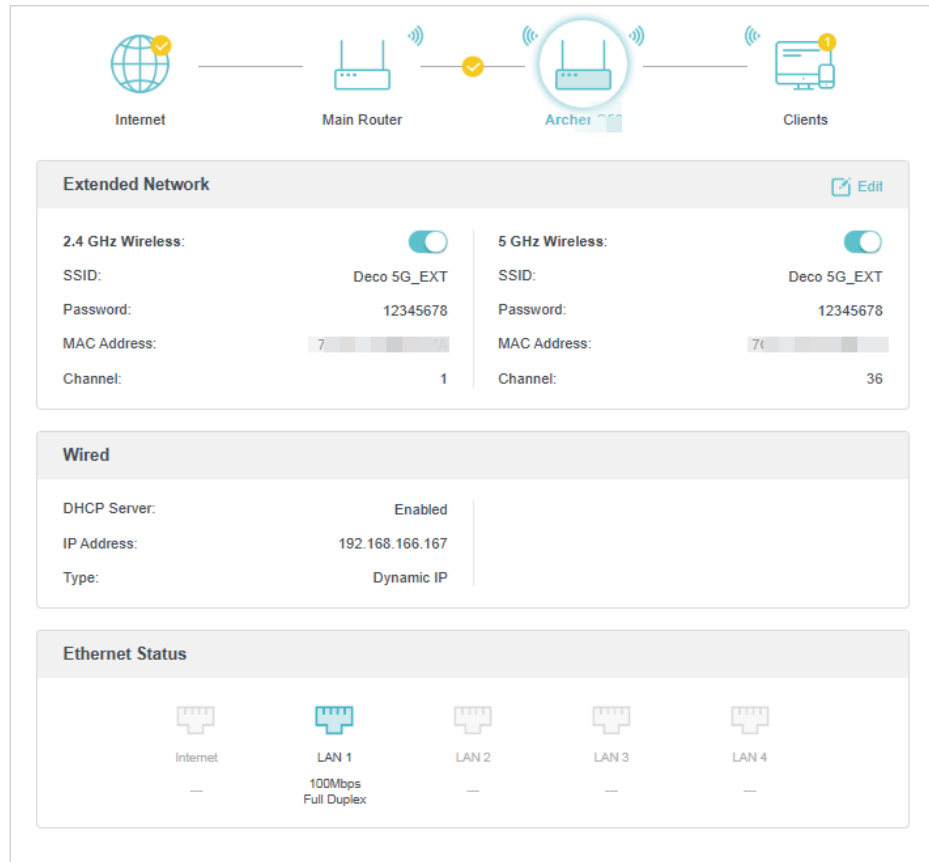 1
Internet
Main Router
Archer
Clients
Extended Network
Edit
2.4 GHz Wireless:
SSID: Deco 5G_EXT
Password: 12345678
MAC Address:
Channel: 1
5 GHz Wireless:
SSID: Deco 5G_EXT
Password: 12345678
MAC Address:
Channel: 36
Wired
DHCP Server: Enabled
IP Address: 192.168.166.167
Type: Dynamic IP
Ethernet Status
Internet
---
LAN 1
100Mbps
Full Duplex
LAN 2
---
LAN 3
---
LAN 4
---